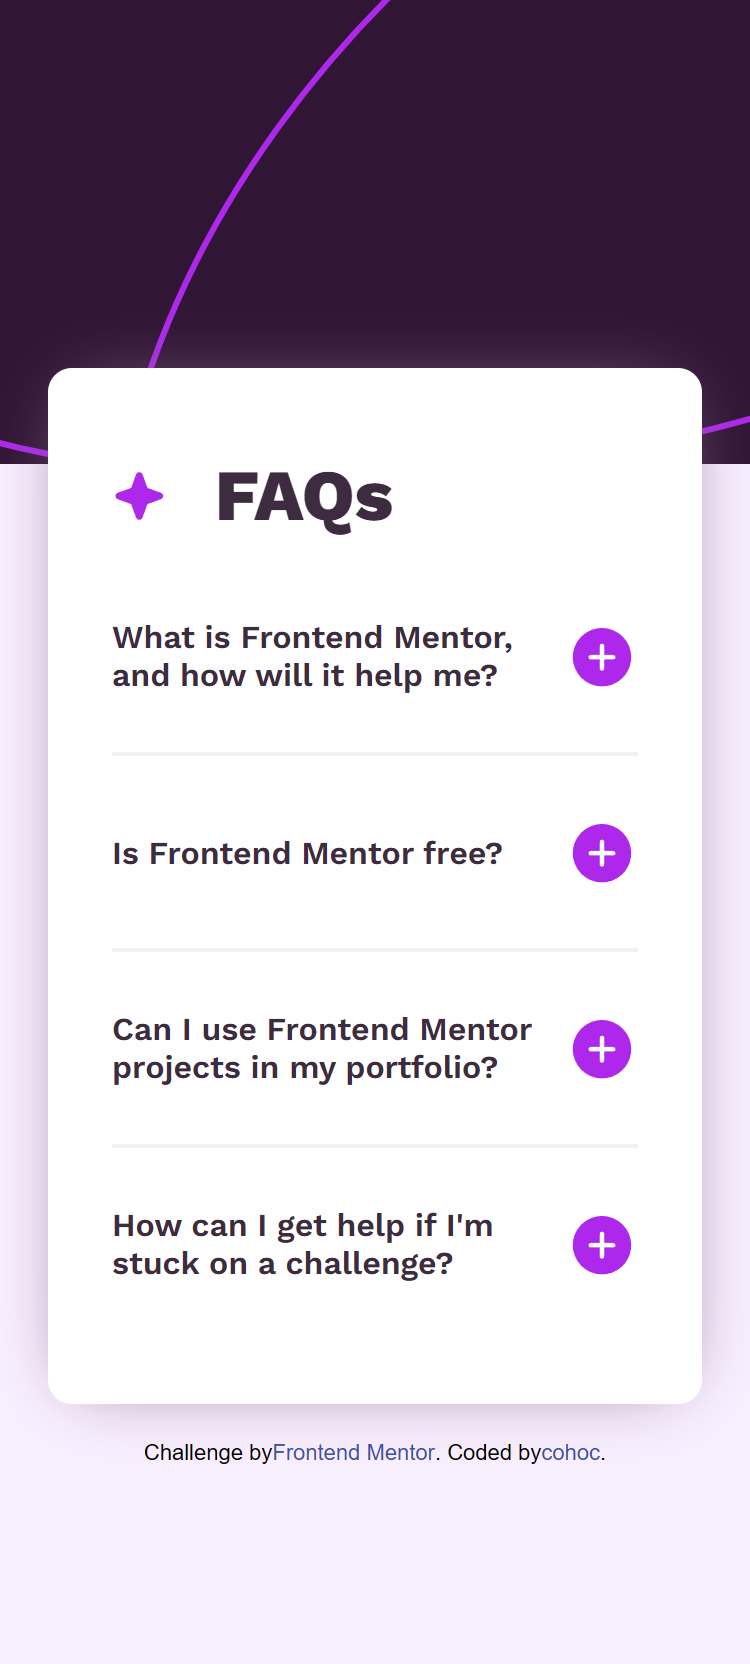 FAQs
What is Frontend Mentor,
and how will it help me?
Is Frontend Mentor free?
Can I use Frontend Mentor
projects in my portfolio?
How can I get help if I'm
stuck on a challenge?
Challenge byFrontend Mentor. Coded bycohoc.